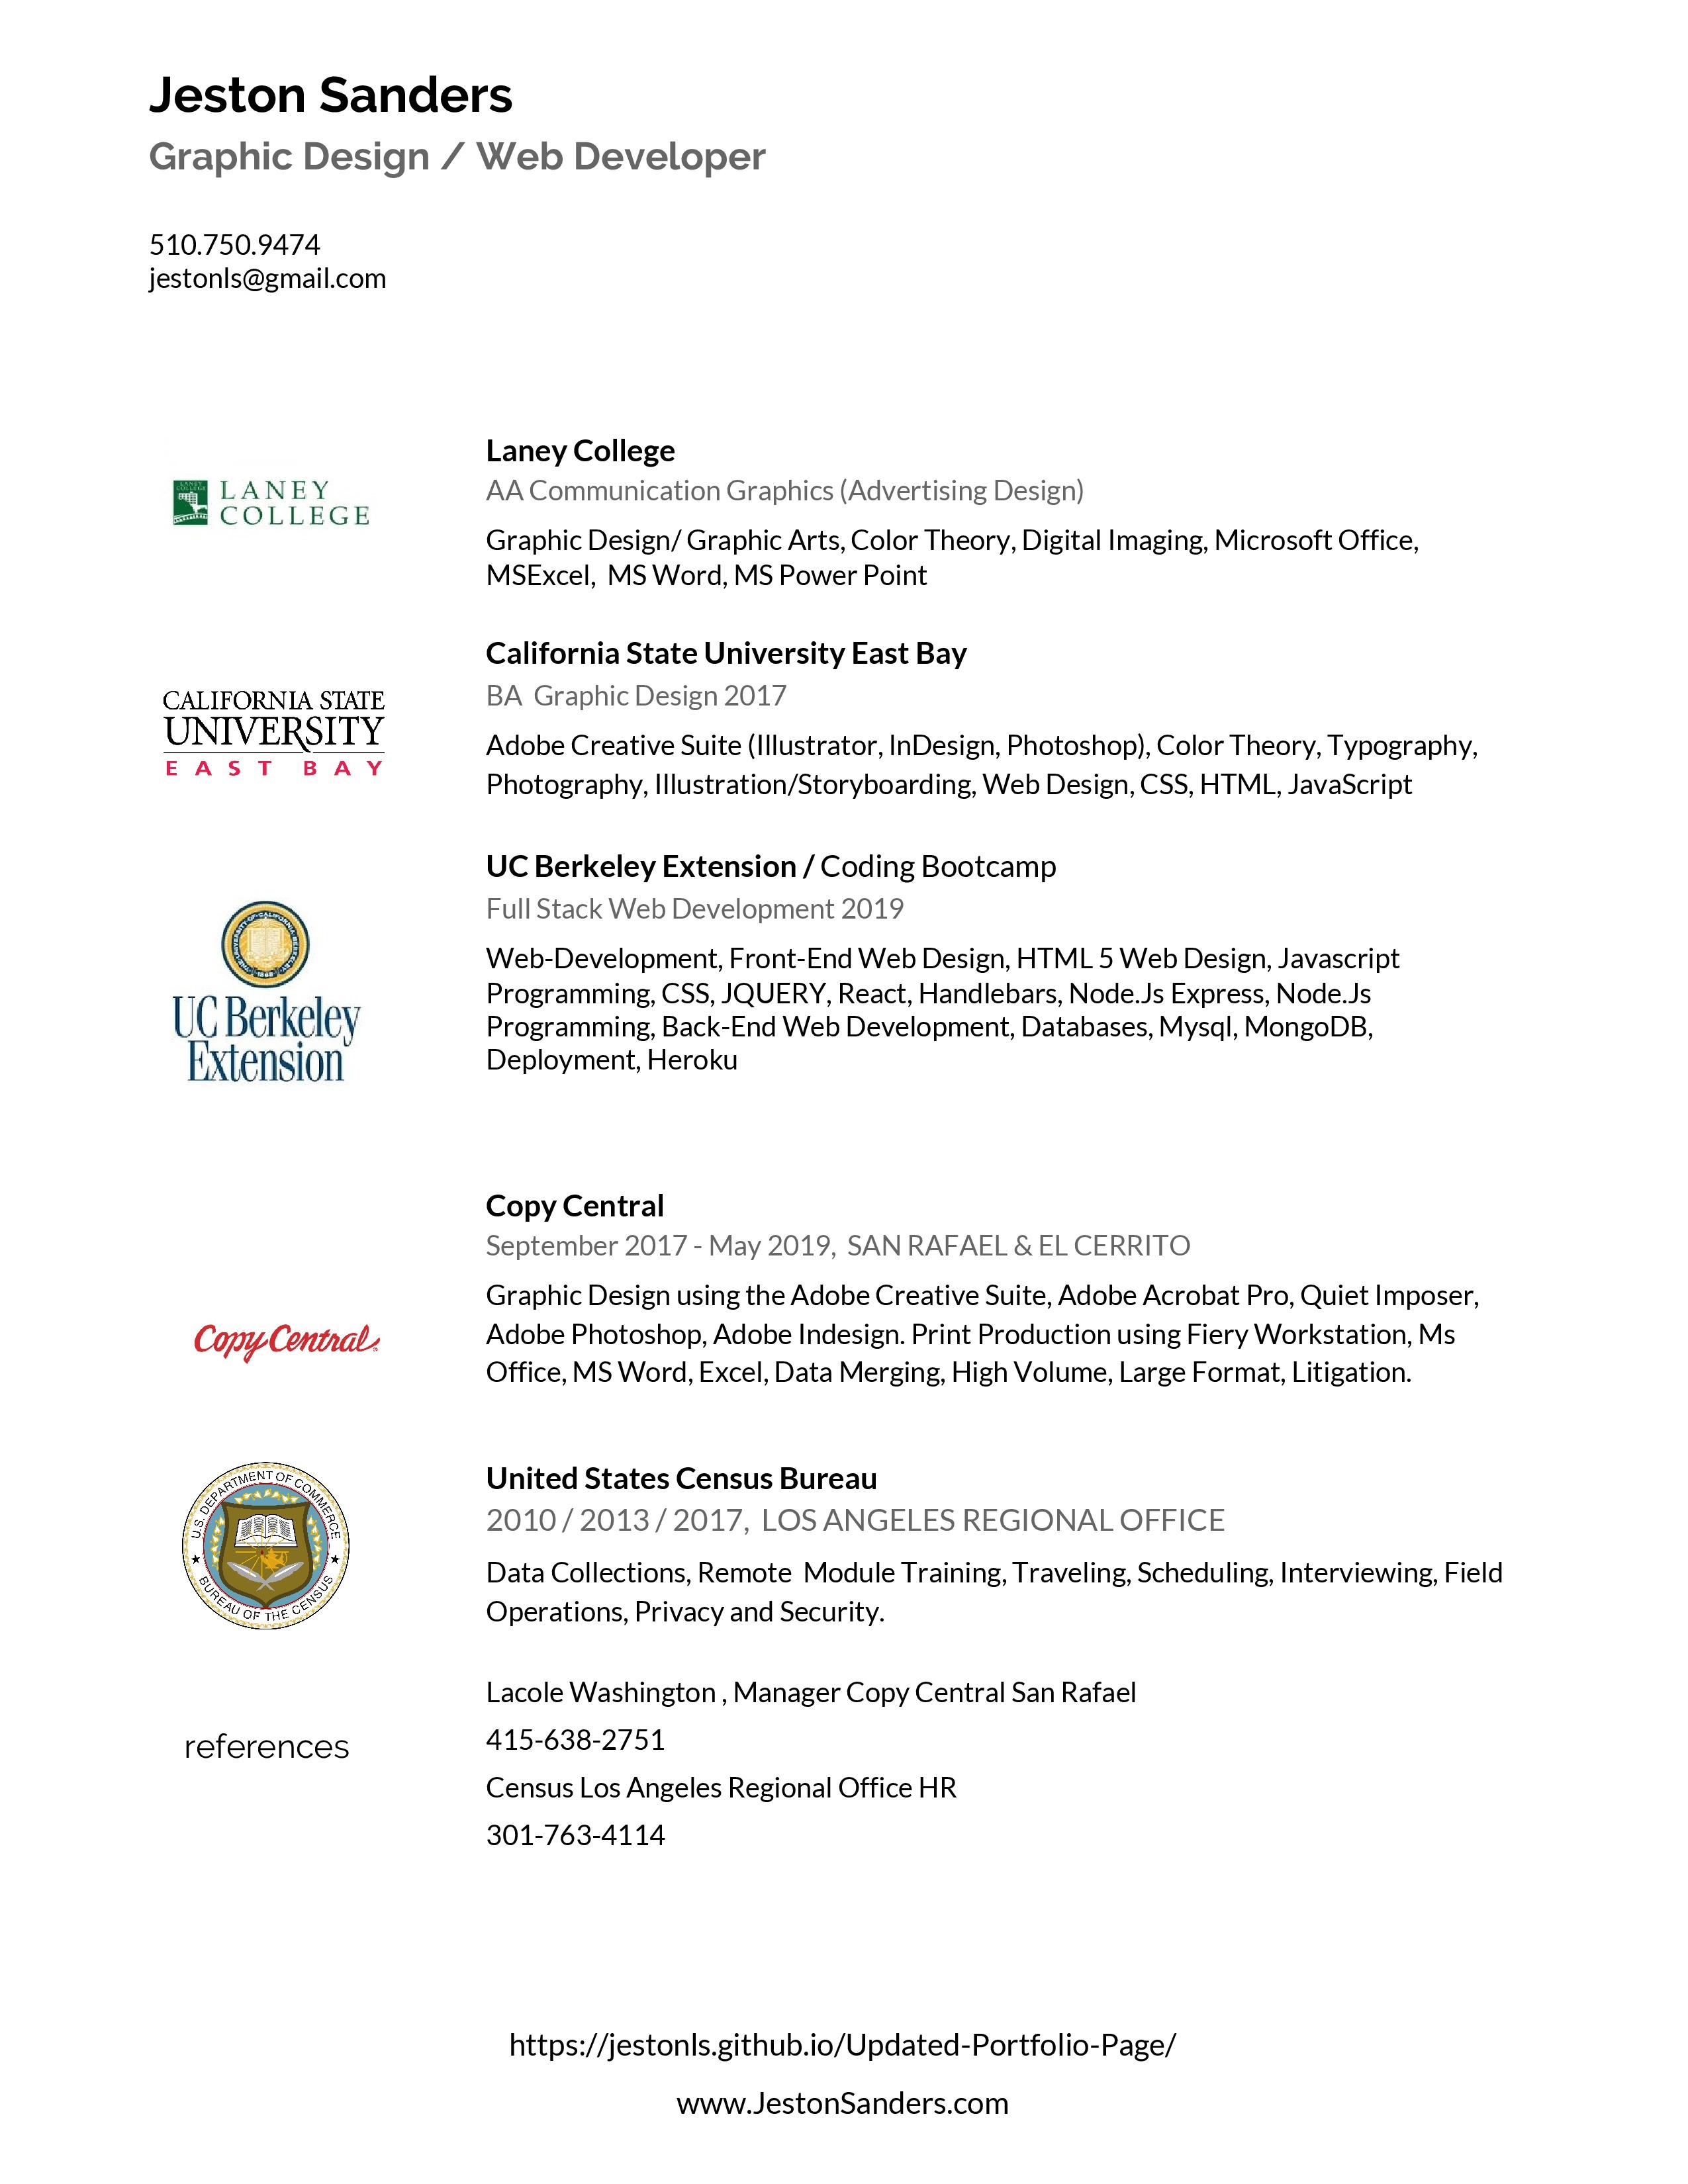 Jeston Sanders
Graphic Design / Web Developer
510.750.9474
jestonls@gmail.com
LANEY
COLLEGE
Laney College
AA Communication Graphics (Advertising Design)
Graphic Design/ Graphic Arts, Color Theory, Digital Imaging, Microsoft Office,
MSExcel,  MS Word, MS Power Point
CALIFORNIA STATE
UNIVERSITY
EAST BAY
California State University East Bay
BA  Graphic Design 2017
Adobe Creative Suite (Illustrator, InDesign, Photoshop), Color Theory, Typography,
Photography, Illustration/Storyboarding, Web Design, CSS, HTML, JavaScript
UC Berkeley
Extension
UC Berkeley Extension / Coding Bootcamp
Full Stack Web Development 2019
Web-Development, Front-End Web Design, HTML 5 Web Design, Javascript
Programming, CSS, JQUERY, React, Handlebars, Node.Js Express, Node.Js
Programming, Back-End Web Development, Databases, Mysql, MongoDB,
Deployment, Heroku
Copy Central
Copy Central
September 2017 - May 2019,  SAN RAFAEL & EL CERRITO
Graphic Design using the Adobe Creative Suite, Adobe Acrobat Pro, Quiet Imposer,
Adobe Photoshop, Adobe Indesign. Print Production using Fiery Workstation, Ms
Office, MS Word, Excel, Data Merging, High Volume, Large Format, Litigation.
U.S. DEPARTMENT OF COMMERCE
BUREAU OF THE CENSUS
United States Census Bureau
2010 / 2013 / 2017,  LOS ANGELES REGIONAL OFFICE
Data Collections, Remote  Module Training, Traveling, Scheduling, Interviewing, Field
Operations, Privacy and Security.
references
Lacole Washington , Manager Copy Central San Rafael
415-638-2751
Census Los Angeles Regional Office HR
301-763-4114
https://jestonls.github.io/Updated-Portfolio-Page/
www.JestonSanders.com